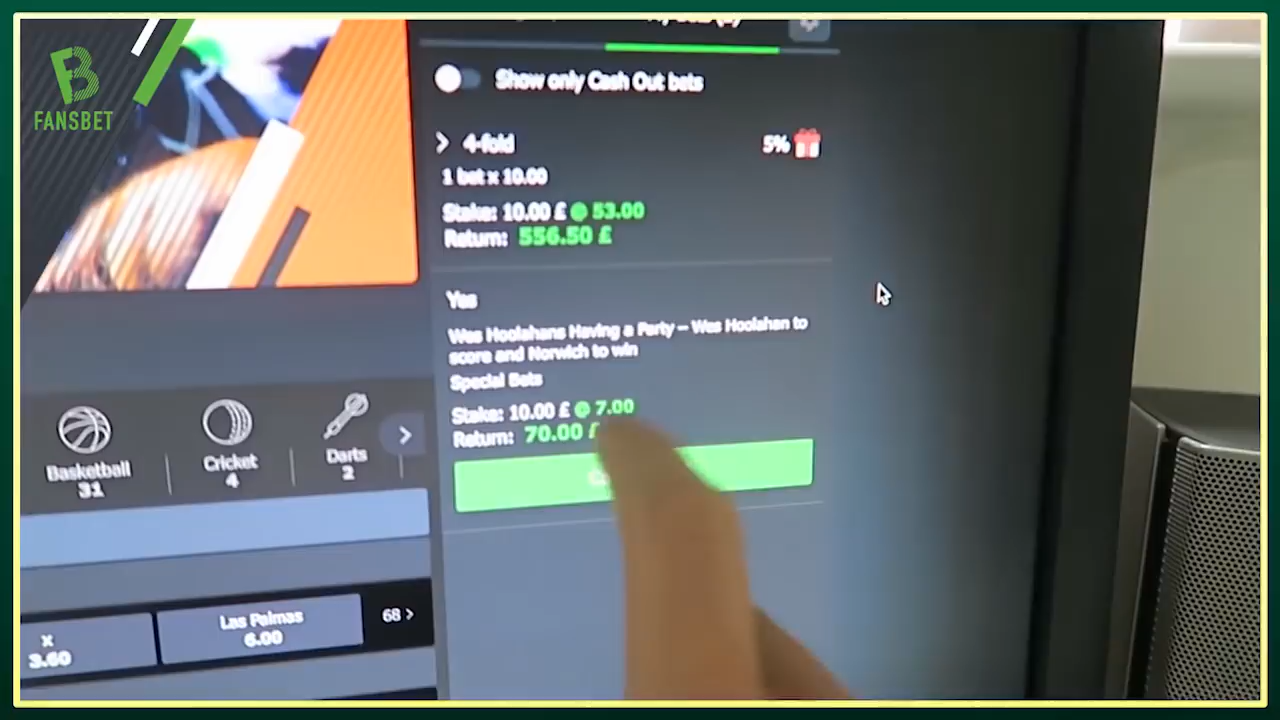 FANSBET
Show only Cash Out bets
4-fold
5%
1 bet x 10.00
Stake: 10.00 £ @ 53.00
Return: 556.50 £
Yes
Wes Hoolahans Having a Party – Wes Hoolahan to
score and Norwich to win
Special Bets
Stake: 10.00 £ @ 7.00
Return: 70.00 £
Basketball
31
Cricket
4
Darts
2
X
3.60
Las Palmas
6.00
68 >